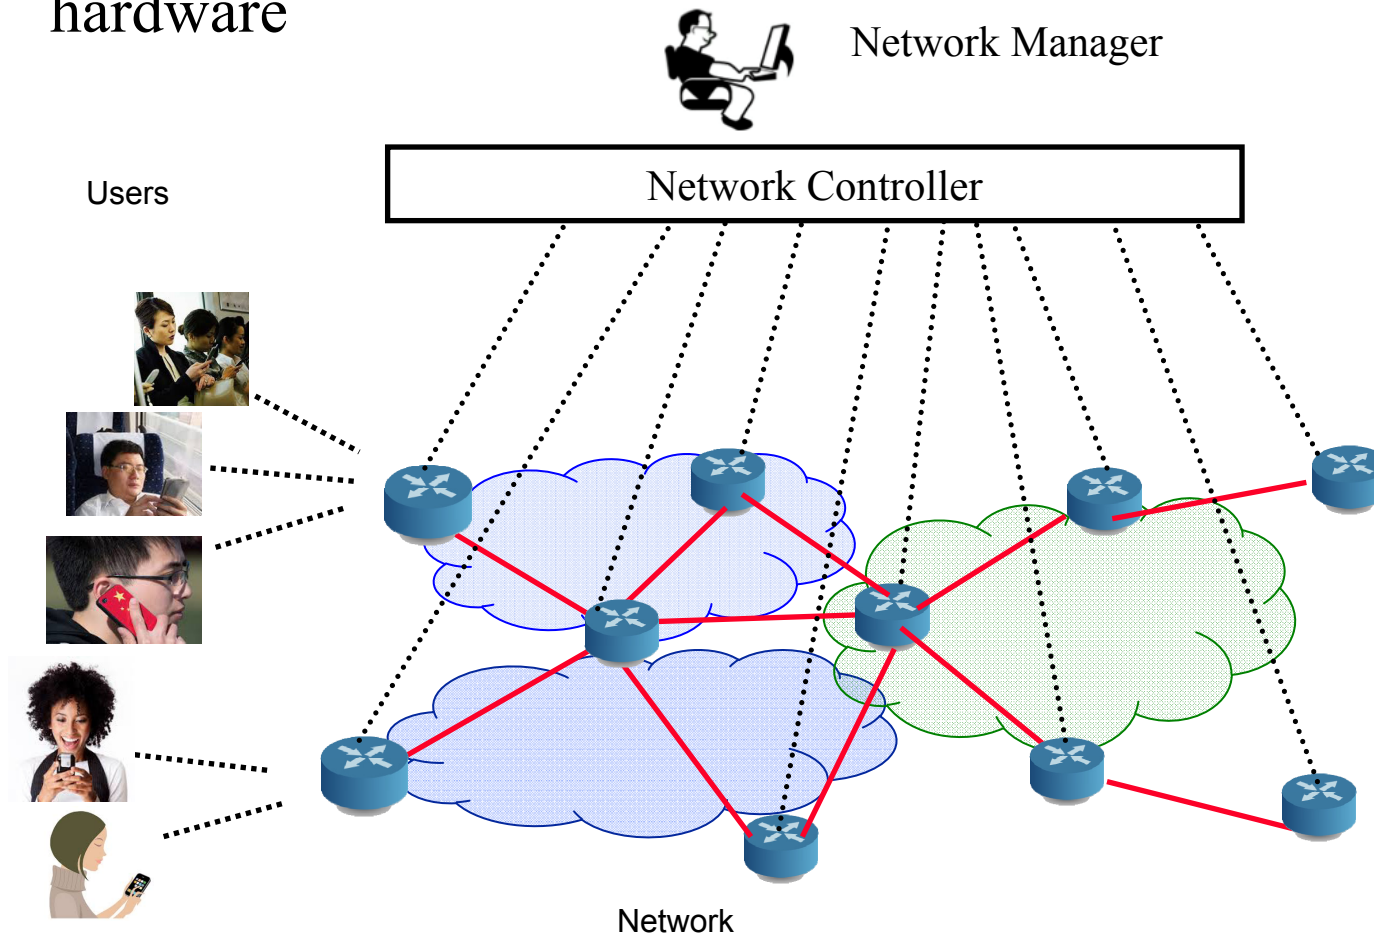 hardware
Network Manager
Network Controller
Users
Network